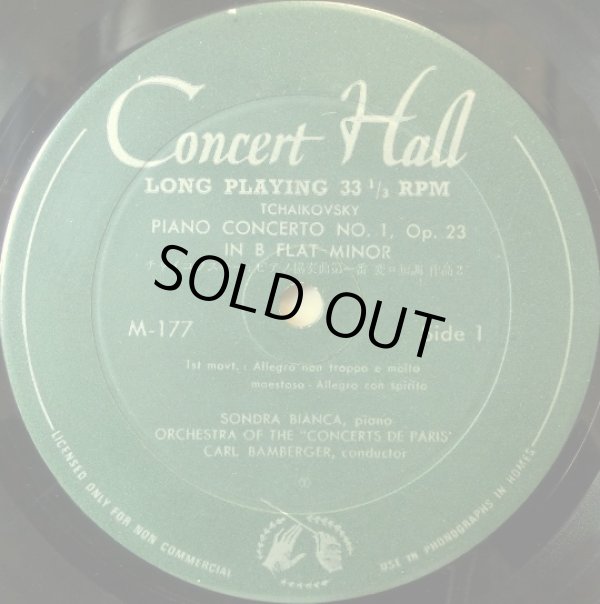 Concert Hall
LONG PLAYING 33 1/3 RPM
TCHAIKOVSKY
PIANO CONCERTO NO. 1, Op. 23
IN B FLAT MINOR
SOLD OUT
M-177
Side 1
1st movt. : Allegro non troppo e molto
maestoso - Allegro con spirito
SONDRA BIANCA, piano
ORCHESTRA OF THE "CONCERTS DE PARIS"
CARL BAMBERGER, conductor
LICENSED ONLY FOR NON COMMERCIAL
USE IN PHONOGRAPHS IN HOMES